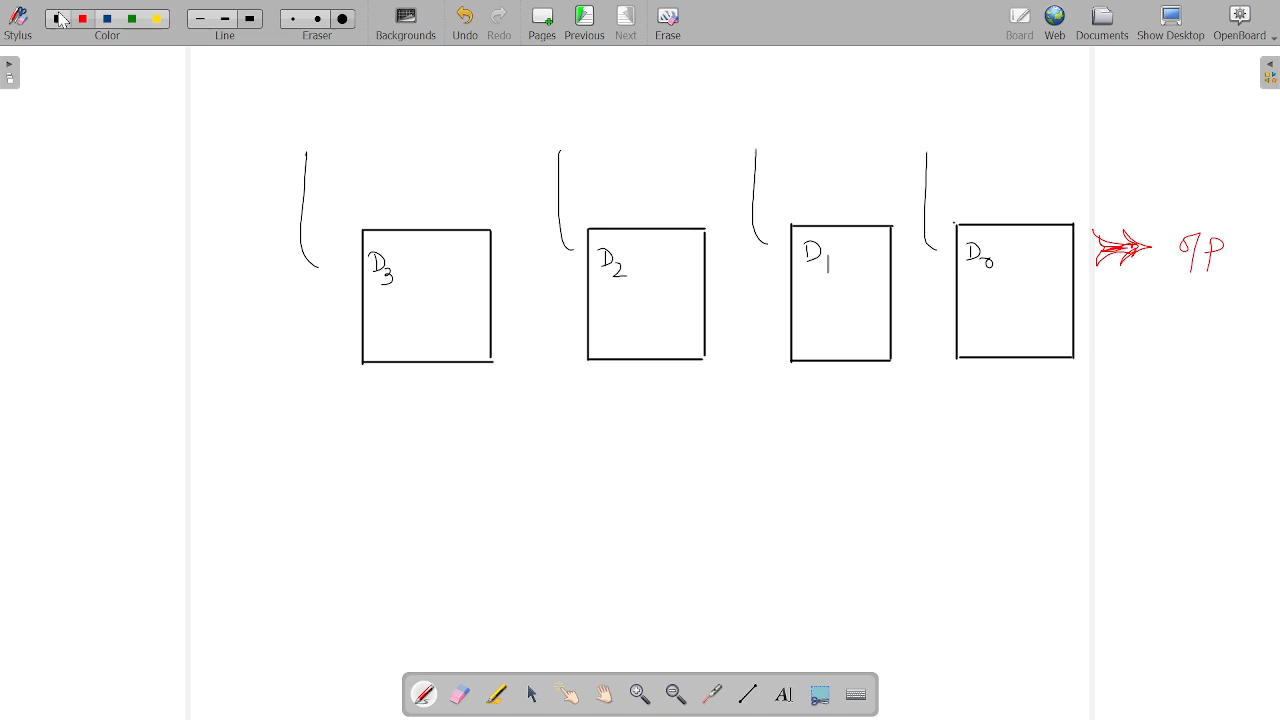 Stylus
Color
Line
Eraser
Backgrounds
Undo
Redo
Pages
Previous
Next
Erase
Board
Web
Documents
Show Desktop
OpenBoard
D3
D2
D1
D0
o/p